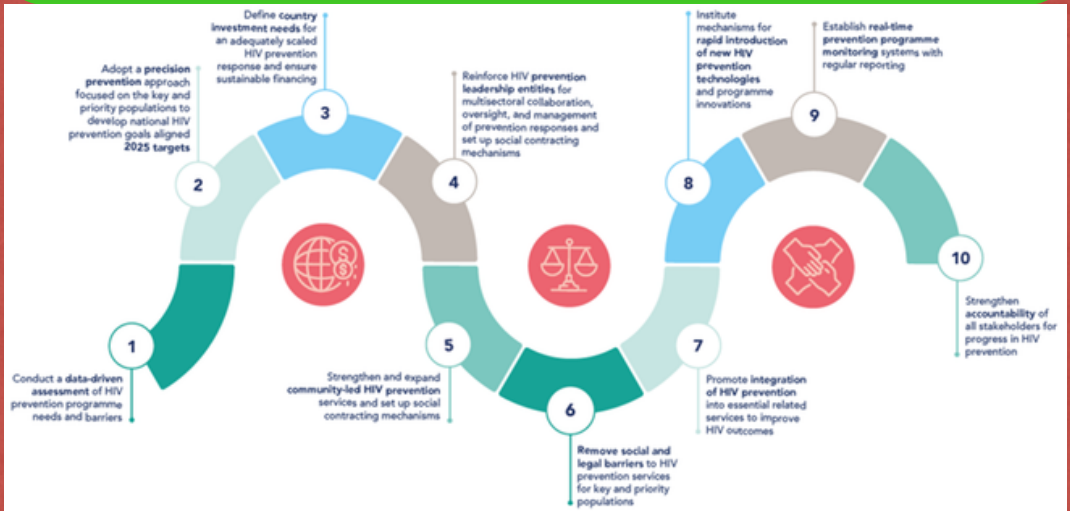 1
Conduct a data-driven
assessment of HIV
prevention programme
needs and barriers
2
Adopt a precision
prevention approach
focused on the key and
priority populations to
develop national HIV
prevention goals aligned
2025 targets
3
Define country
investment needs for
an adequately scaled
HIV prevention
response and ensure
sustainable financing
4
Reinforce HIV prevention
leadership entities for
multisectoral collaboration,
oversight, and management
of prevention responses and
set up social contracting
mechanisms
5
Strengthen and expand
community-led HIV prevention
services and set up social
contracting mechanisms
6
Remove social and
legal barriers to HIV
prevention services
for key and priority
populations
7
Promote integration
of HIV prevention
into essential related
services to improve
HIV outcomes
8
Institute
mechanisms for
rapid introduction
of new HIV
prevention
technologies
and programme
innovations
9
Establish real-time
prevention programme
monitoring systems with
regular reporting
10
Strengthen
accountability of
all stakeholders for
progress in HIV
prevention
$
$